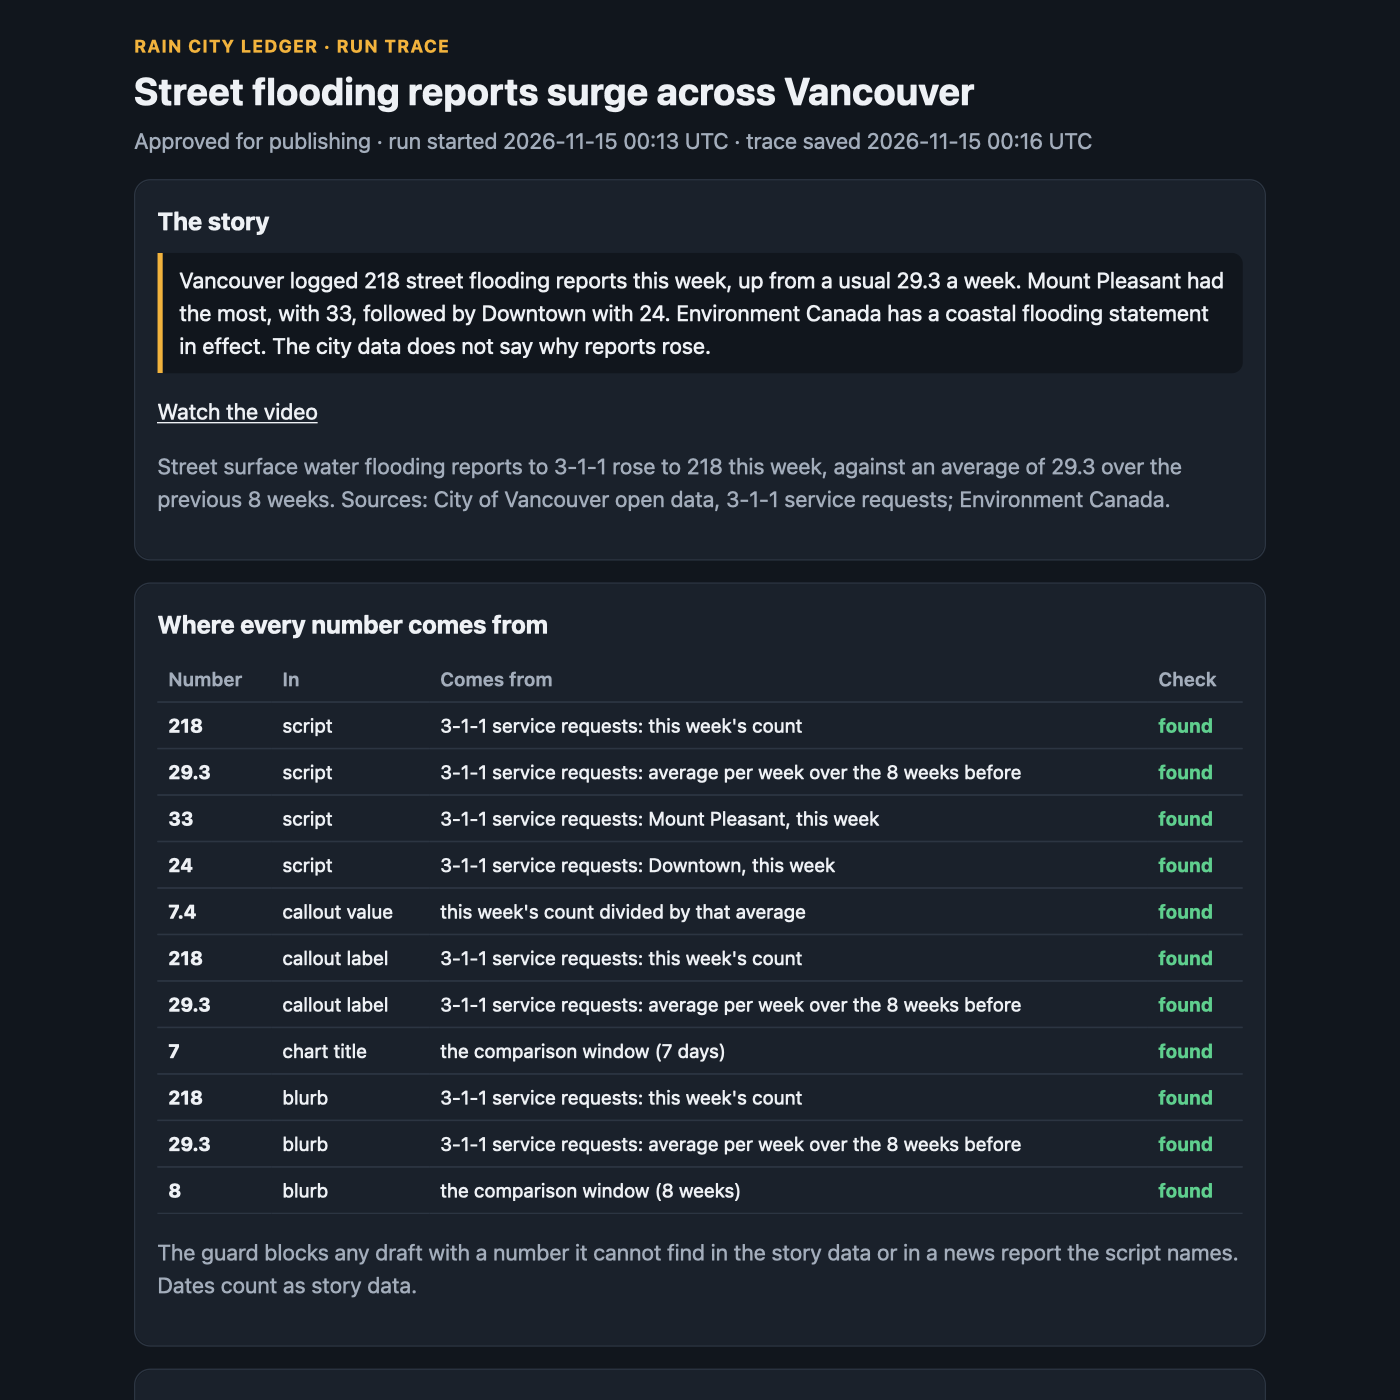 RAIN CITY LEDGER · RUN TRACE
Street flooding reports surge across Vancouver
Approved for publishing · run started 2026-11-15 00:13 UTC · trace saved 2026-11-15 00:16 UTC
The story
Vancouver logged 218 street flooding reports this week, up from a usual 29.3 a week. Mount Pleasant had
the most, with 33, followed by Downtown with 24. Environment Canada has a coastal flooding statement
in effect. The city data does not say why reports rose.
Watch the video
Street surface water flooding reports to 3-1-1 rose to 218 this week, against an average of 29.3 over the
previous 8 weeks. Sources: City of Vancouver open data, 3-1-1 service requests; Environment Canada.
Where every number comes from
Number In Comes from Check
218 script 3-1-1 service requests: this week's count found
29.3 script 3-1-1 service requests: average per week over the 8 weeks before found
33 script 3-1-1 service requests: Mount Pleasant, this week found
24 script 3-1-1 service requests: Downtown, this week found
7.4 callout value this week's count divided by that average found
218 callout label 3-1-1 service requests: this week's count found
29.3 callout label 3-1-1 service requests: average per week over the 8 weeks before found
7 chart title the comparison window (7 days) found
218 blurb 3-1-1 service requests: this week's count found
29.3 blurb 3-1-1 service requests: average per week over the 8 weeks before found
8 blurb the comparison window (8 weeks) found
The guard blocks any draft with a number it cannot find in the story data or in a news report the script names.
Dates count as story data.